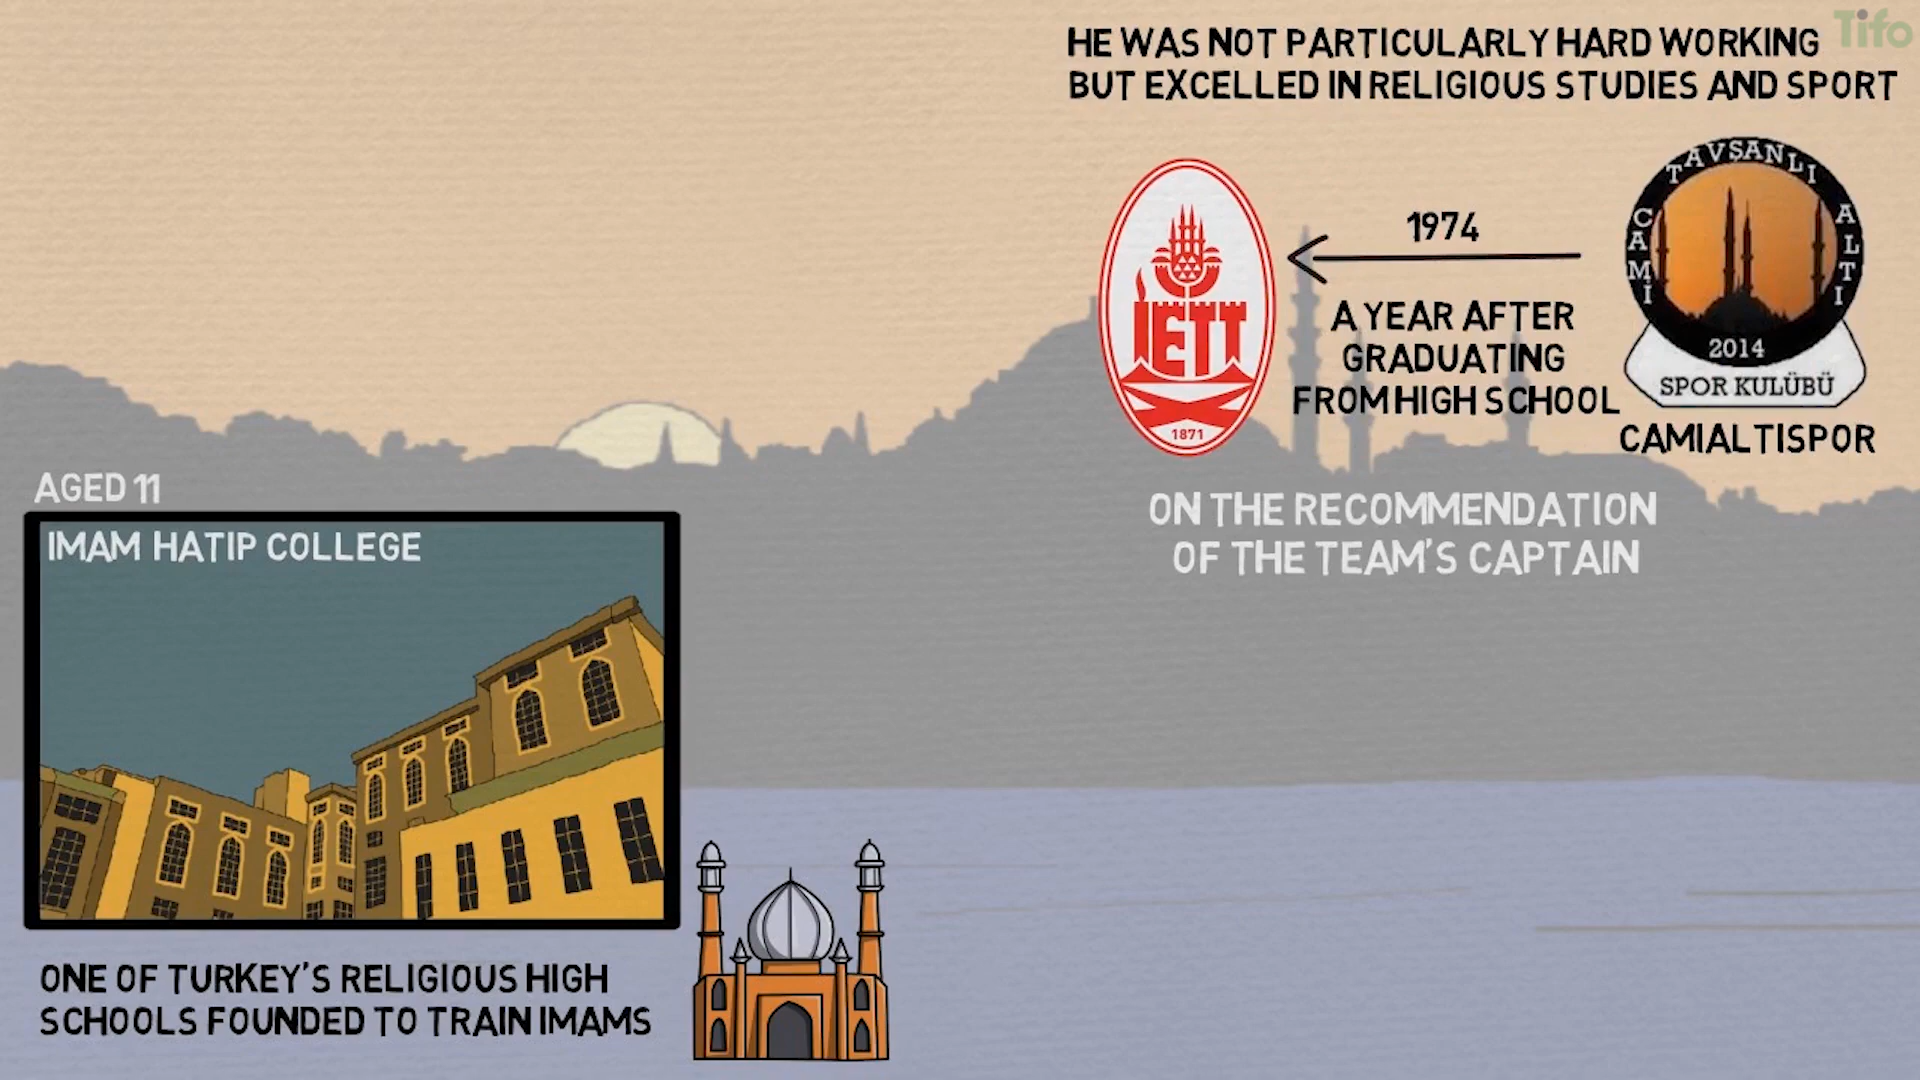 Tifo
HE WAS NOT PARTICULARLY HARD WORKING
BUT EXCELLED IN RELIGIOUS STUDIES AND SPORT
IETT
1871
1974
A YEAR AFTER
GRADUATING
FROM HIGH SCHOOL
CAMİ TAVŞANLI ALTI
2014
SPOR KULÜBÜ
CAMIALTISPOR
ON THE RECOMMENDATION
OF THE TEAM'S CAPTAIN
AGED 11
IMAM HATIP COLLEGE
ONE OF TURKEY'S RELIGIOUS HIGH
SCHOOLS FOUNDED TO TRAIN IMAMS